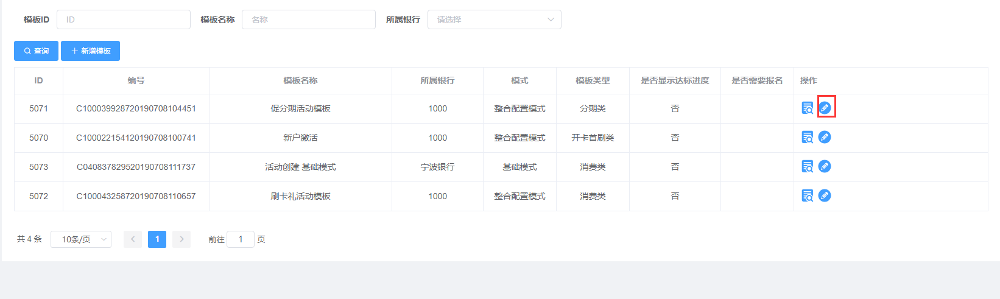 模板ID ID 模板名称 名称 所属银行 请选择
查询 新增模板
ID 编号 模板名称 所属银行 模式 模板类型 是否显示达标进度 是否需要报名 操作
5071 C100039928720190708104451 促分期活动模板 1000 整合配置模式 分期类 否
5070 C100022154120190708100741 新户激活 1000 整合配置模式 开卡首刷类 否
5073 C040837829520190708111737 活动创建 基础模式 宁波银行 基础模式 消费类 否
5072 C100043258720190708110657 刷卡礼活动模板 1000 整合配置模式 消费类 否
共 4 条 10条/页 1 前往 1 页